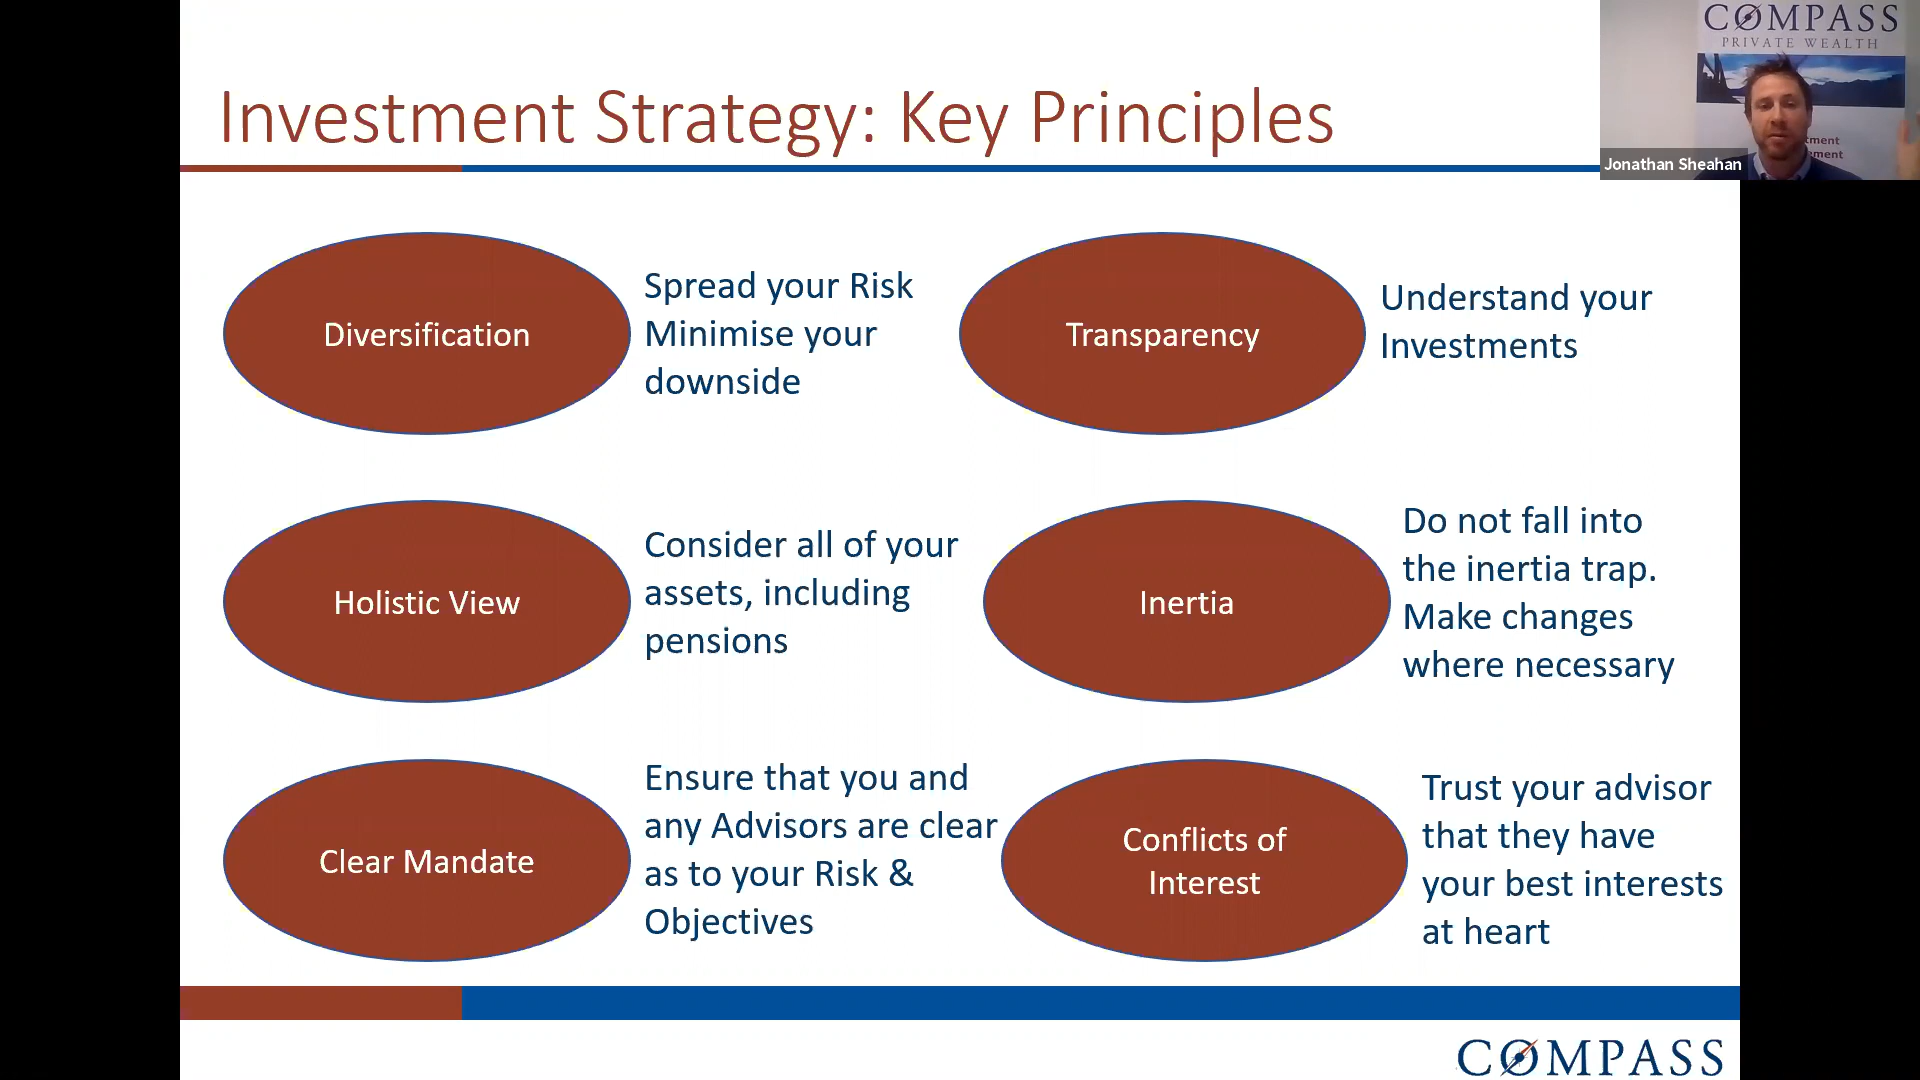 COMPASS
PRIVATE WEALTH
Jonathan Sheahan
Investment Strategy: Key Principles
Diversification
Spread your Risk
Minimise your
downside
Transparency
Understand your
Investments
Holistic View
Consider all of your
assets, including
pensions
Inertia
Do not fall into
the inertia trap.
Make changes
where necessary
Clear Mandate
Ensure that you and
any Advisors are clear
as to your Risk &
Objectives
Conflicts of
Interest
Trust your advisor
that they have
your best interests
at heart
COMPASS